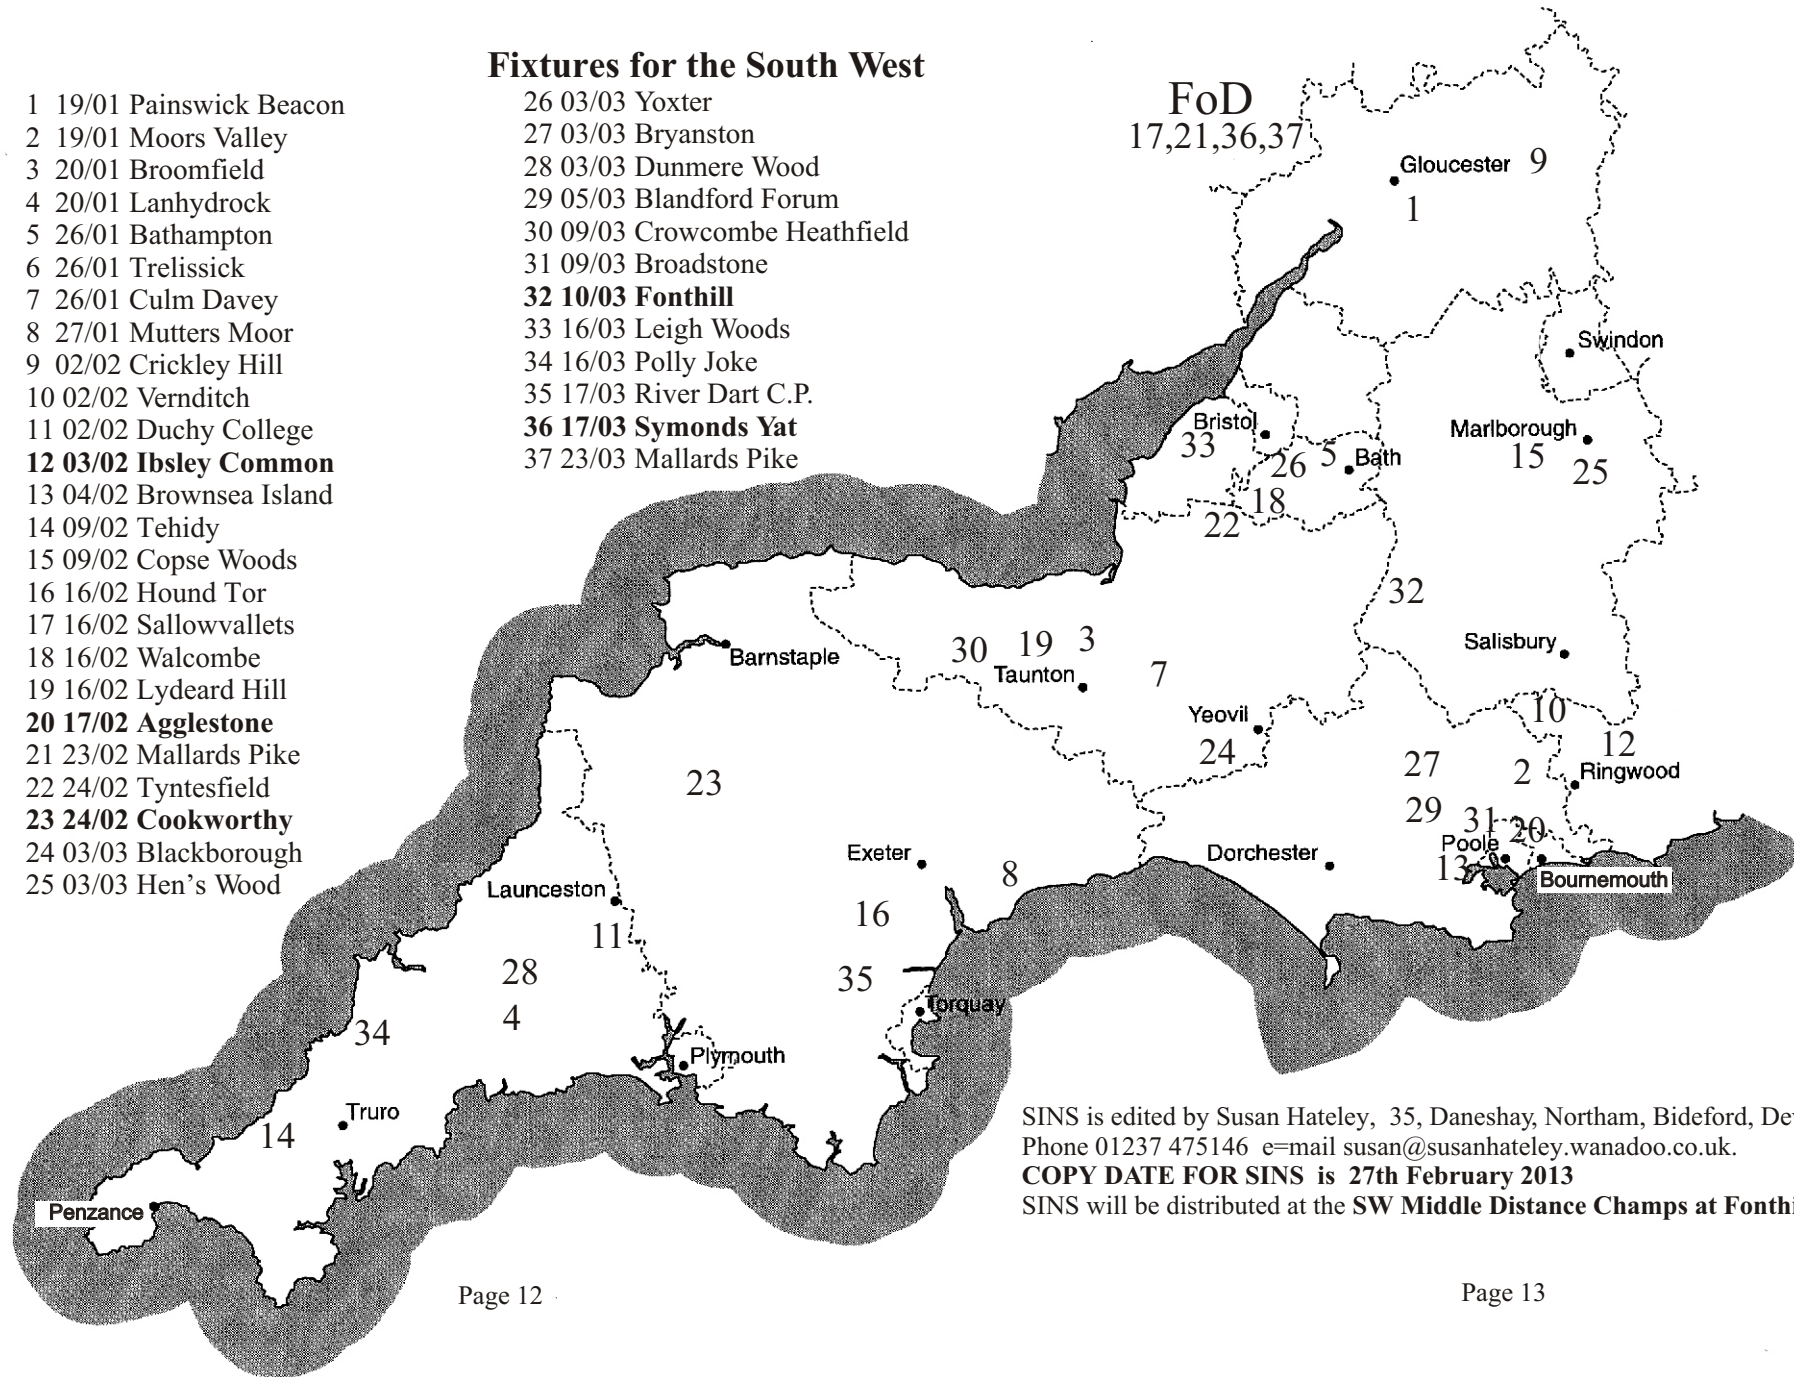 Fixtures for the South West
1 19/01 Painswick Beacon
2 19/01 Moors Valley
3 20/01 Broomfield
4 20/01 Lanhydrock
5 26/01 Bathampton
6 26/01 Trelissick
7 26/01 Culm Davey
8 27/01 Mutters Moor
9 02/02 Crickley Hill
10 02/02 Vernditch
11 02/02 Duchy College
12 03/02 Ibsley Common
13 04/02 Brownsea Island
14 09/02 Tehidy
15 09/02 Copse Woods
16 16/02 Hound Tor
17 16/02 Sallowvallets
18 16/02 Walcombe
19 16/02 Lydeard Hill
20 17/02 Agglestone
21 23/02 Mallards Pike
22 24/02 Tyntesfield
23 24/02 Cookworthy
24 03/03 Blackborough
25 03/03 Hen's Wood
26 03/03 Yoxter
27 03/03 Bryanston
28 03/03 Dunmere Wood
29 05/03 Blandford Forum
30 09/03 Crowcombe Heathfield
31 09/03 Broadstone
32 10/03 Fonthill
33 16/03 Leigh Woods
34 16/03 Polly Joke
35 17/03 River Dart C.P.
36 17/03 Symonds Yat
37 23/03 Mallards Pike
FoD
17,21,36,37
Gloucester
9
1
Swindon
Bristol
33
Marlborough
15
25
26
5
Bath
18
22
32
30
19
3
Salisbury
Barnstaple
Taunton
7
10
Yeovil
24
12
27
2
Ringwood
23
29
31
20
Poole
13
Bournemouth
Exeter
8
Dorchester
Launceston
16
11
28
35
4
34
Torquay
Plymouth
Truro
14
Penzance
SINS is edited by Susan Hateley, 35, Daneshay, Northam, Bideford, De
Phone 01237 475146 e=mail susan@susanhateley.wanadoo.co.uk.
COPY DATE FOR SINS is 27th February 2013
SINS will be distributed at the SW Middle Distance Champs at Fonthi
Page 12
Page 13